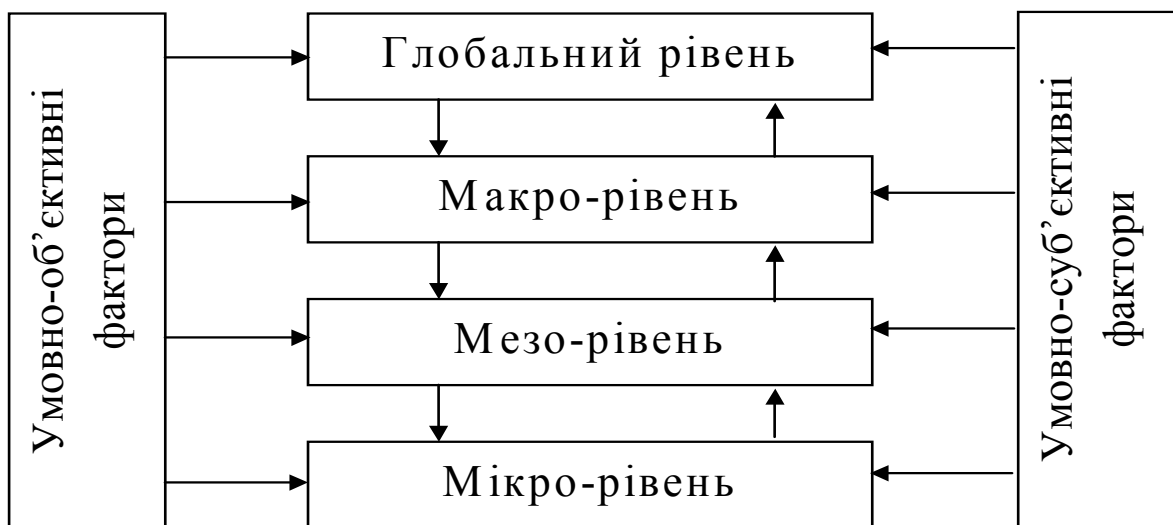 Умовно-об’єктивні
фактори
Глобальний рівень
Макро-рівень
Мезо-рівень
Мікро-рівень
Умовно-суб’єктивні
фактори